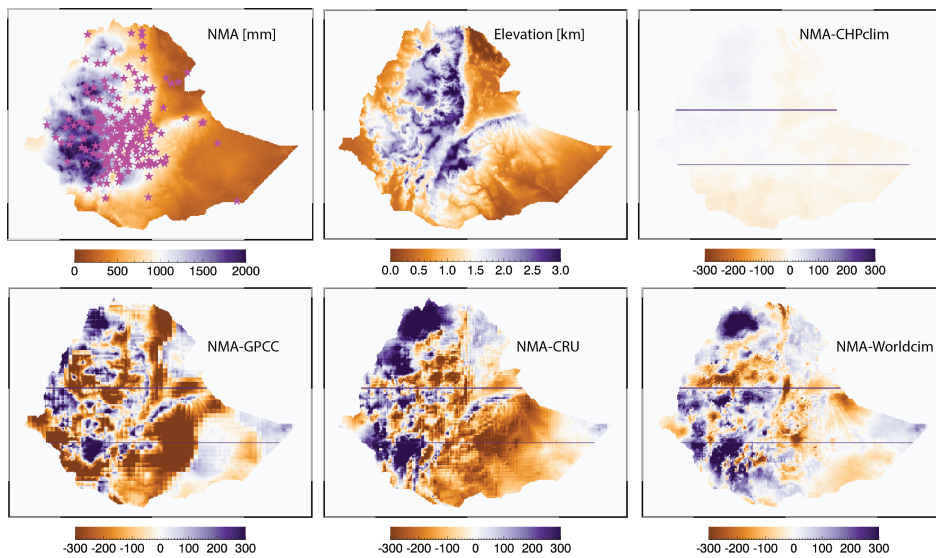 NMA [mm]
Elevation [km]
NMA-CHPclim
0 500 1000 1500 2000
0.0 0.5 1.0 1.5 2.0 2.5 3.0
-300 -200 -100 0 100 200 300
NMA-GPCC
NMA-CRU
NMA-Worldcim
-300 -200 -100 0 100 200 300
-300 -200 -100 0 100 200 300
-300 -200 -100 0 100 200 300